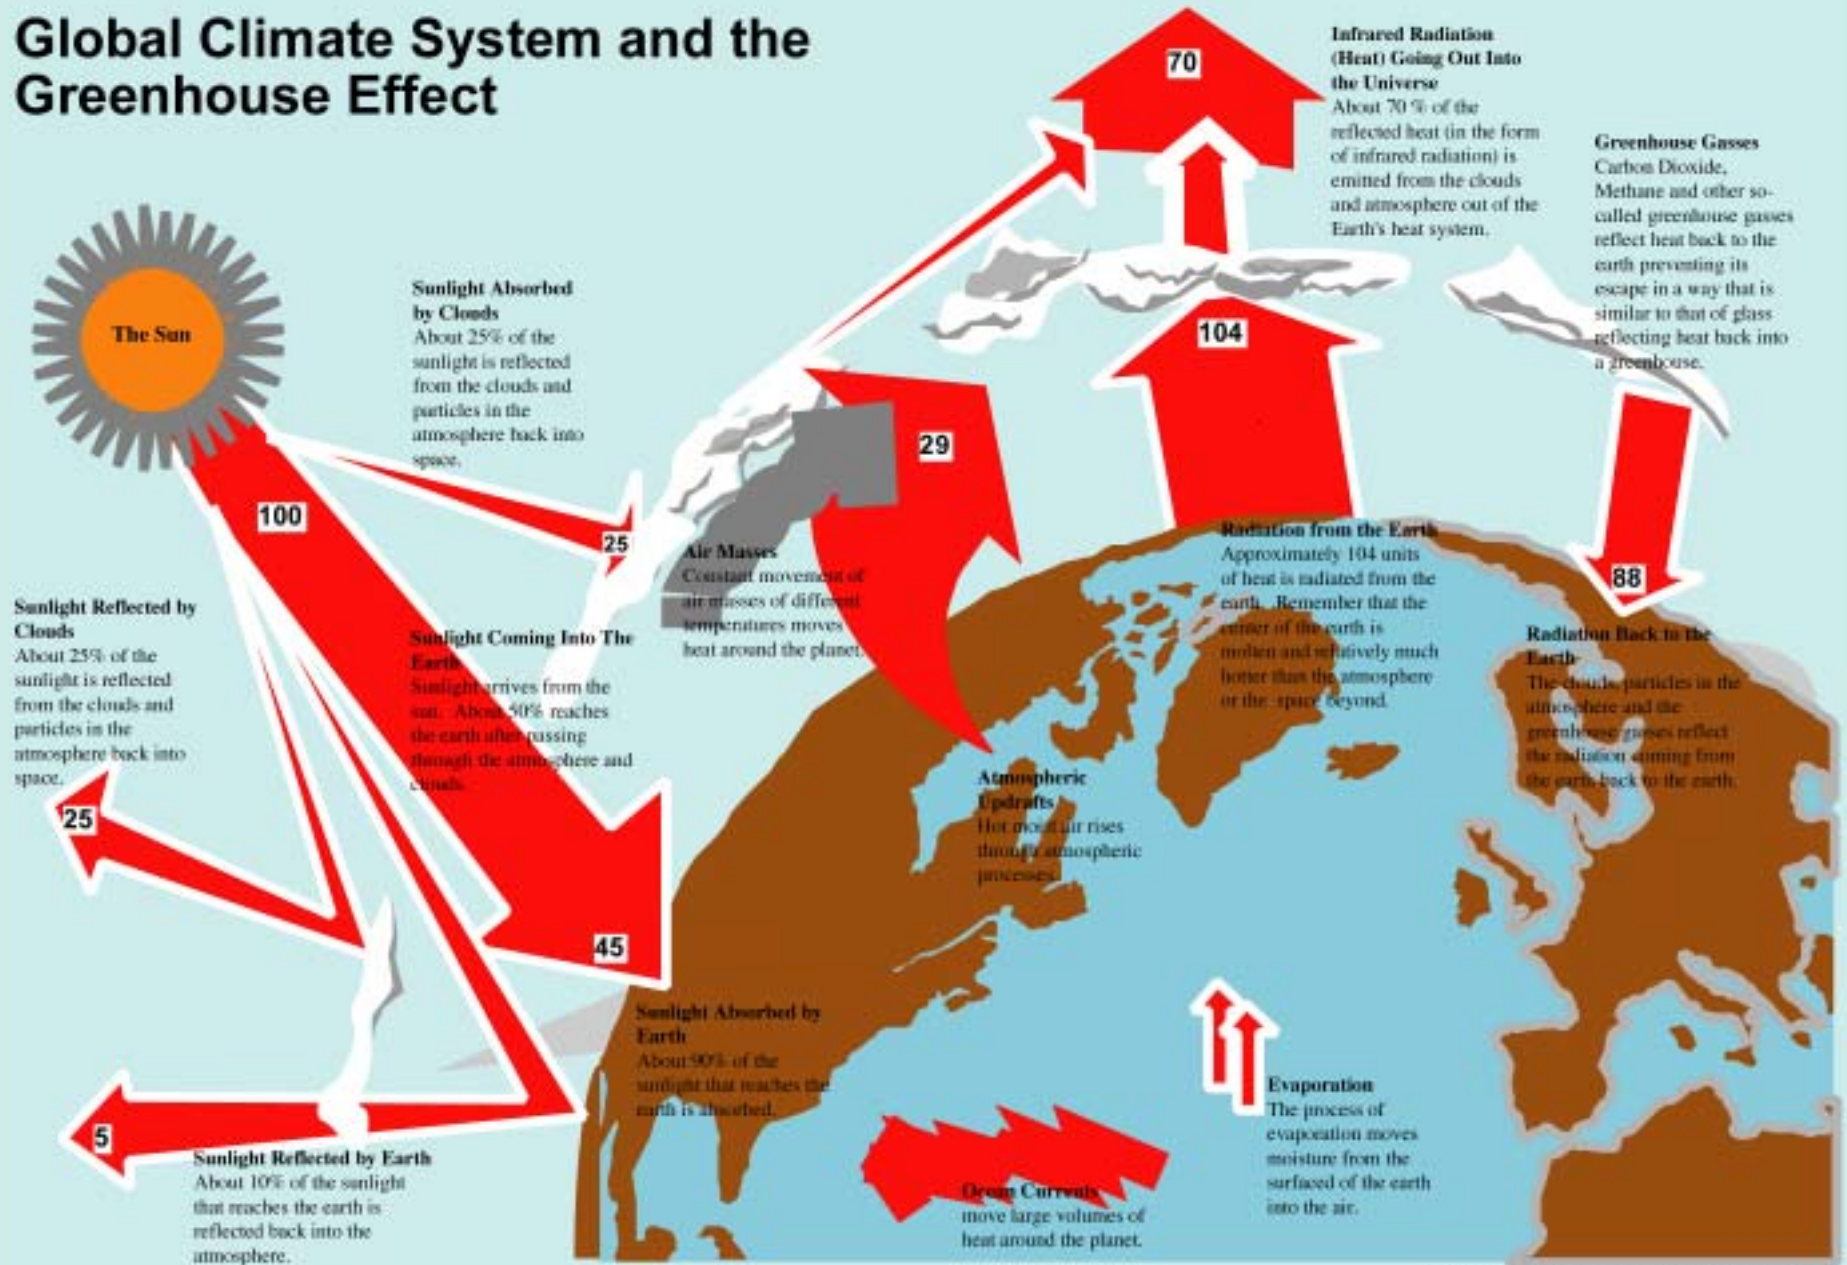 Global Climate System and the
Greenhouse Effect
The Sun
100
Sunlight Absorbed
by Clouds
About 25% of the
sunlight is reflected
from the clouds and
particles in the
atmosphere back into
space.
25
Sunlight Reflected by
Clouds
About 25% of the
sunlight is reflected
from the clouds and
particles in the
atmosphere back into
space.
25
Sunlight Coming Into The
Earth
Sunlight arrives from the
sun. About 50% reaches
the earth after passing
through the atmosphere and
clouds.
45
Sunlight Absorbed by
Earth
About 90% of the
sunlight that reaches the
earth is absorbed.
5
Sunlight Reflected by Earth
About 10% of the sunlight
that reaches the earth is
reflected back into the
atmosphere.
Air Masses
Constant movement of
air masses of different
temperatures moves
heat around the planet.
29
Atmospheric
Updrafts
Hot moist air rises
through atmospheric
processes.
70
Infrared Radiation
(Heat) Going Out Into
the Universe
About 70 % of the
reflected heat (in the form
of infrared radiation) is
emitted from the clouds
and atmosphere out of the
Earth's heat system.
104
Radiation from the Earth
Approximately 104 units
of heat is radiated from the
earth. Remember that the
center of the earth is
molten and relatively much
hotter than the atmosphere
or the space beyond.
Greenhouse Gasses
Carbon Dioxide,
Methane and other so-
called greenhouse gasses
reflect heat back to the
earth preventing its
escape in a way that is
similar to that of glass
reflecting heat back into
a greenhouse.
88
Radiation Back to the
Earth
The clouds, particles in the
atmosphere and the
greenhouse gasses reflect
the radiation coming from
the earth back to the earth.
Evaporation
The process of
evaporation moves
moisture from the
surfaced of the earth
into the air.
Ocean Currents
move large volumes of
heat around the planet.